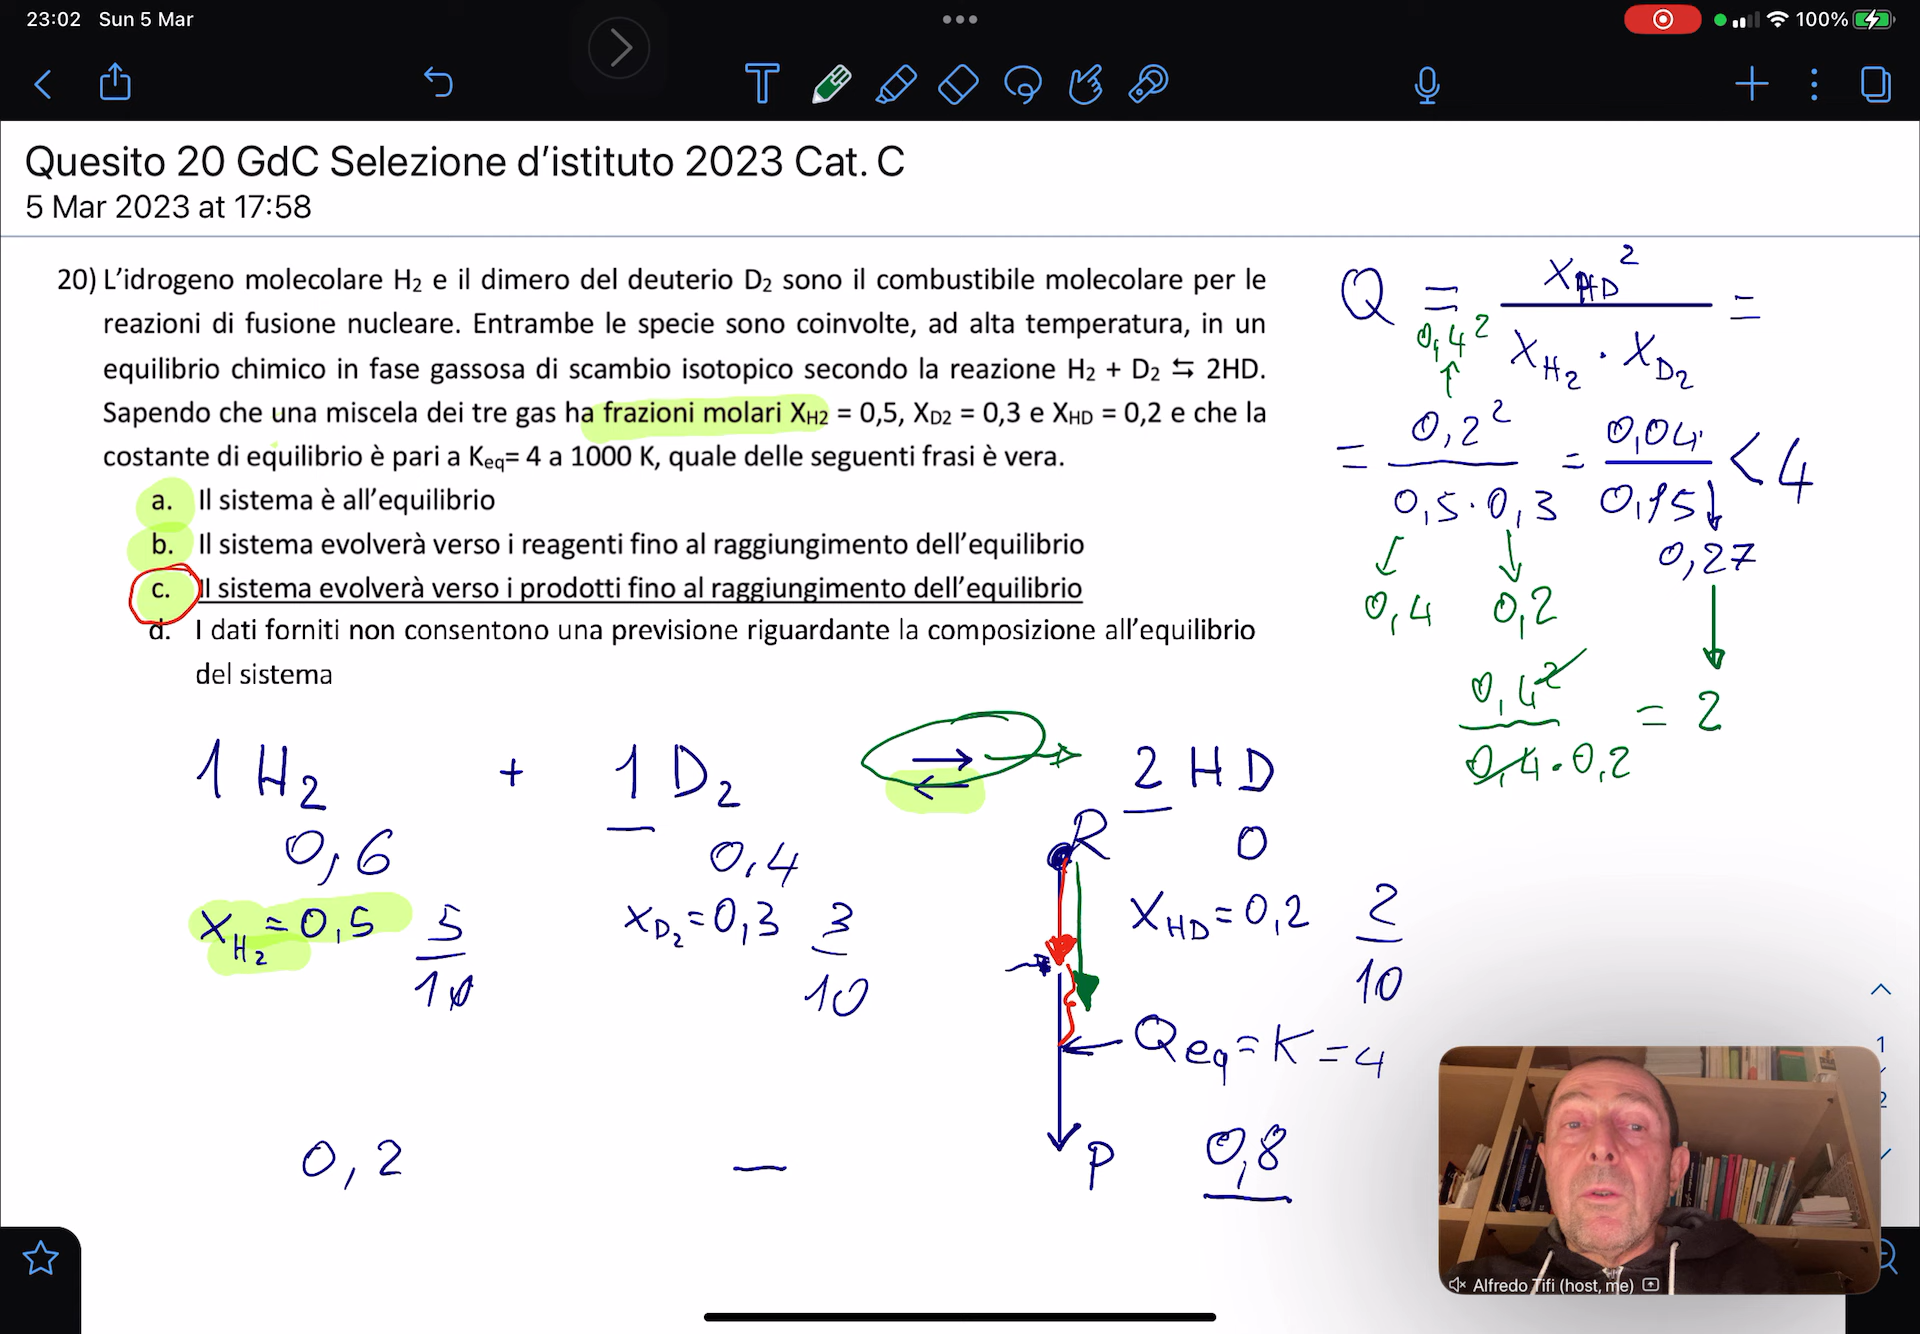 23:02 Sun 5 Mar
100%
Quesito 20 GdC Selezione d'istituto 2023 Cat. C
5 Mar 2023 at 17:58
20) L'idrogeno molecolare H2 e il dimero del deuterio D2 sono il combustibile molecolare per le
reazioni di fusione nucleare. Entrambe le specie sono coinvolte, ad alta temperatura, in un
equilibrio chimico in fase gassosa di scambio isotopico secondo la reazione H2 + D2 ⇆ 2HD.
Sapendo che una miscela dei tre gas ha frazioni molari XH2 = 0,5, XD2 = 0,3 e XHD = 0,2 e che la
costante di equilibrio è pari a Keq= 4 a 1000 K, quale delle seguenti frasi è vera.
a. Il sistema è all'equilibrio
b. Il sistema evolverà verso i reagenti fino al raggiungimento dell'equilibrio
c. Il sistema evolverà verso i prodotti fino al raggiungimento dell'equilibrio
d. I dati forniti non consentono una previsione riguardante la composizione all'equilibrio
del sistema
Q = XHD²
=
XH2 · XD2
0,4²
↑
= 0,2² = 0,04 < 4
0,5 · 0,3 0,15
0,27
0,4 0,2
0,4² = 2
0,4 · 0,2
1 H2 + 1 D2 ⇄ 2 HD
0,6 0,4 R 0
XH2 = 0,5 5 XD2 = 0,3 3 XHD = 0,2 2
10 10 10
Qeq = K = 4
0,2 — P 0,8
1
2
Alfredo Tifi (host, me)